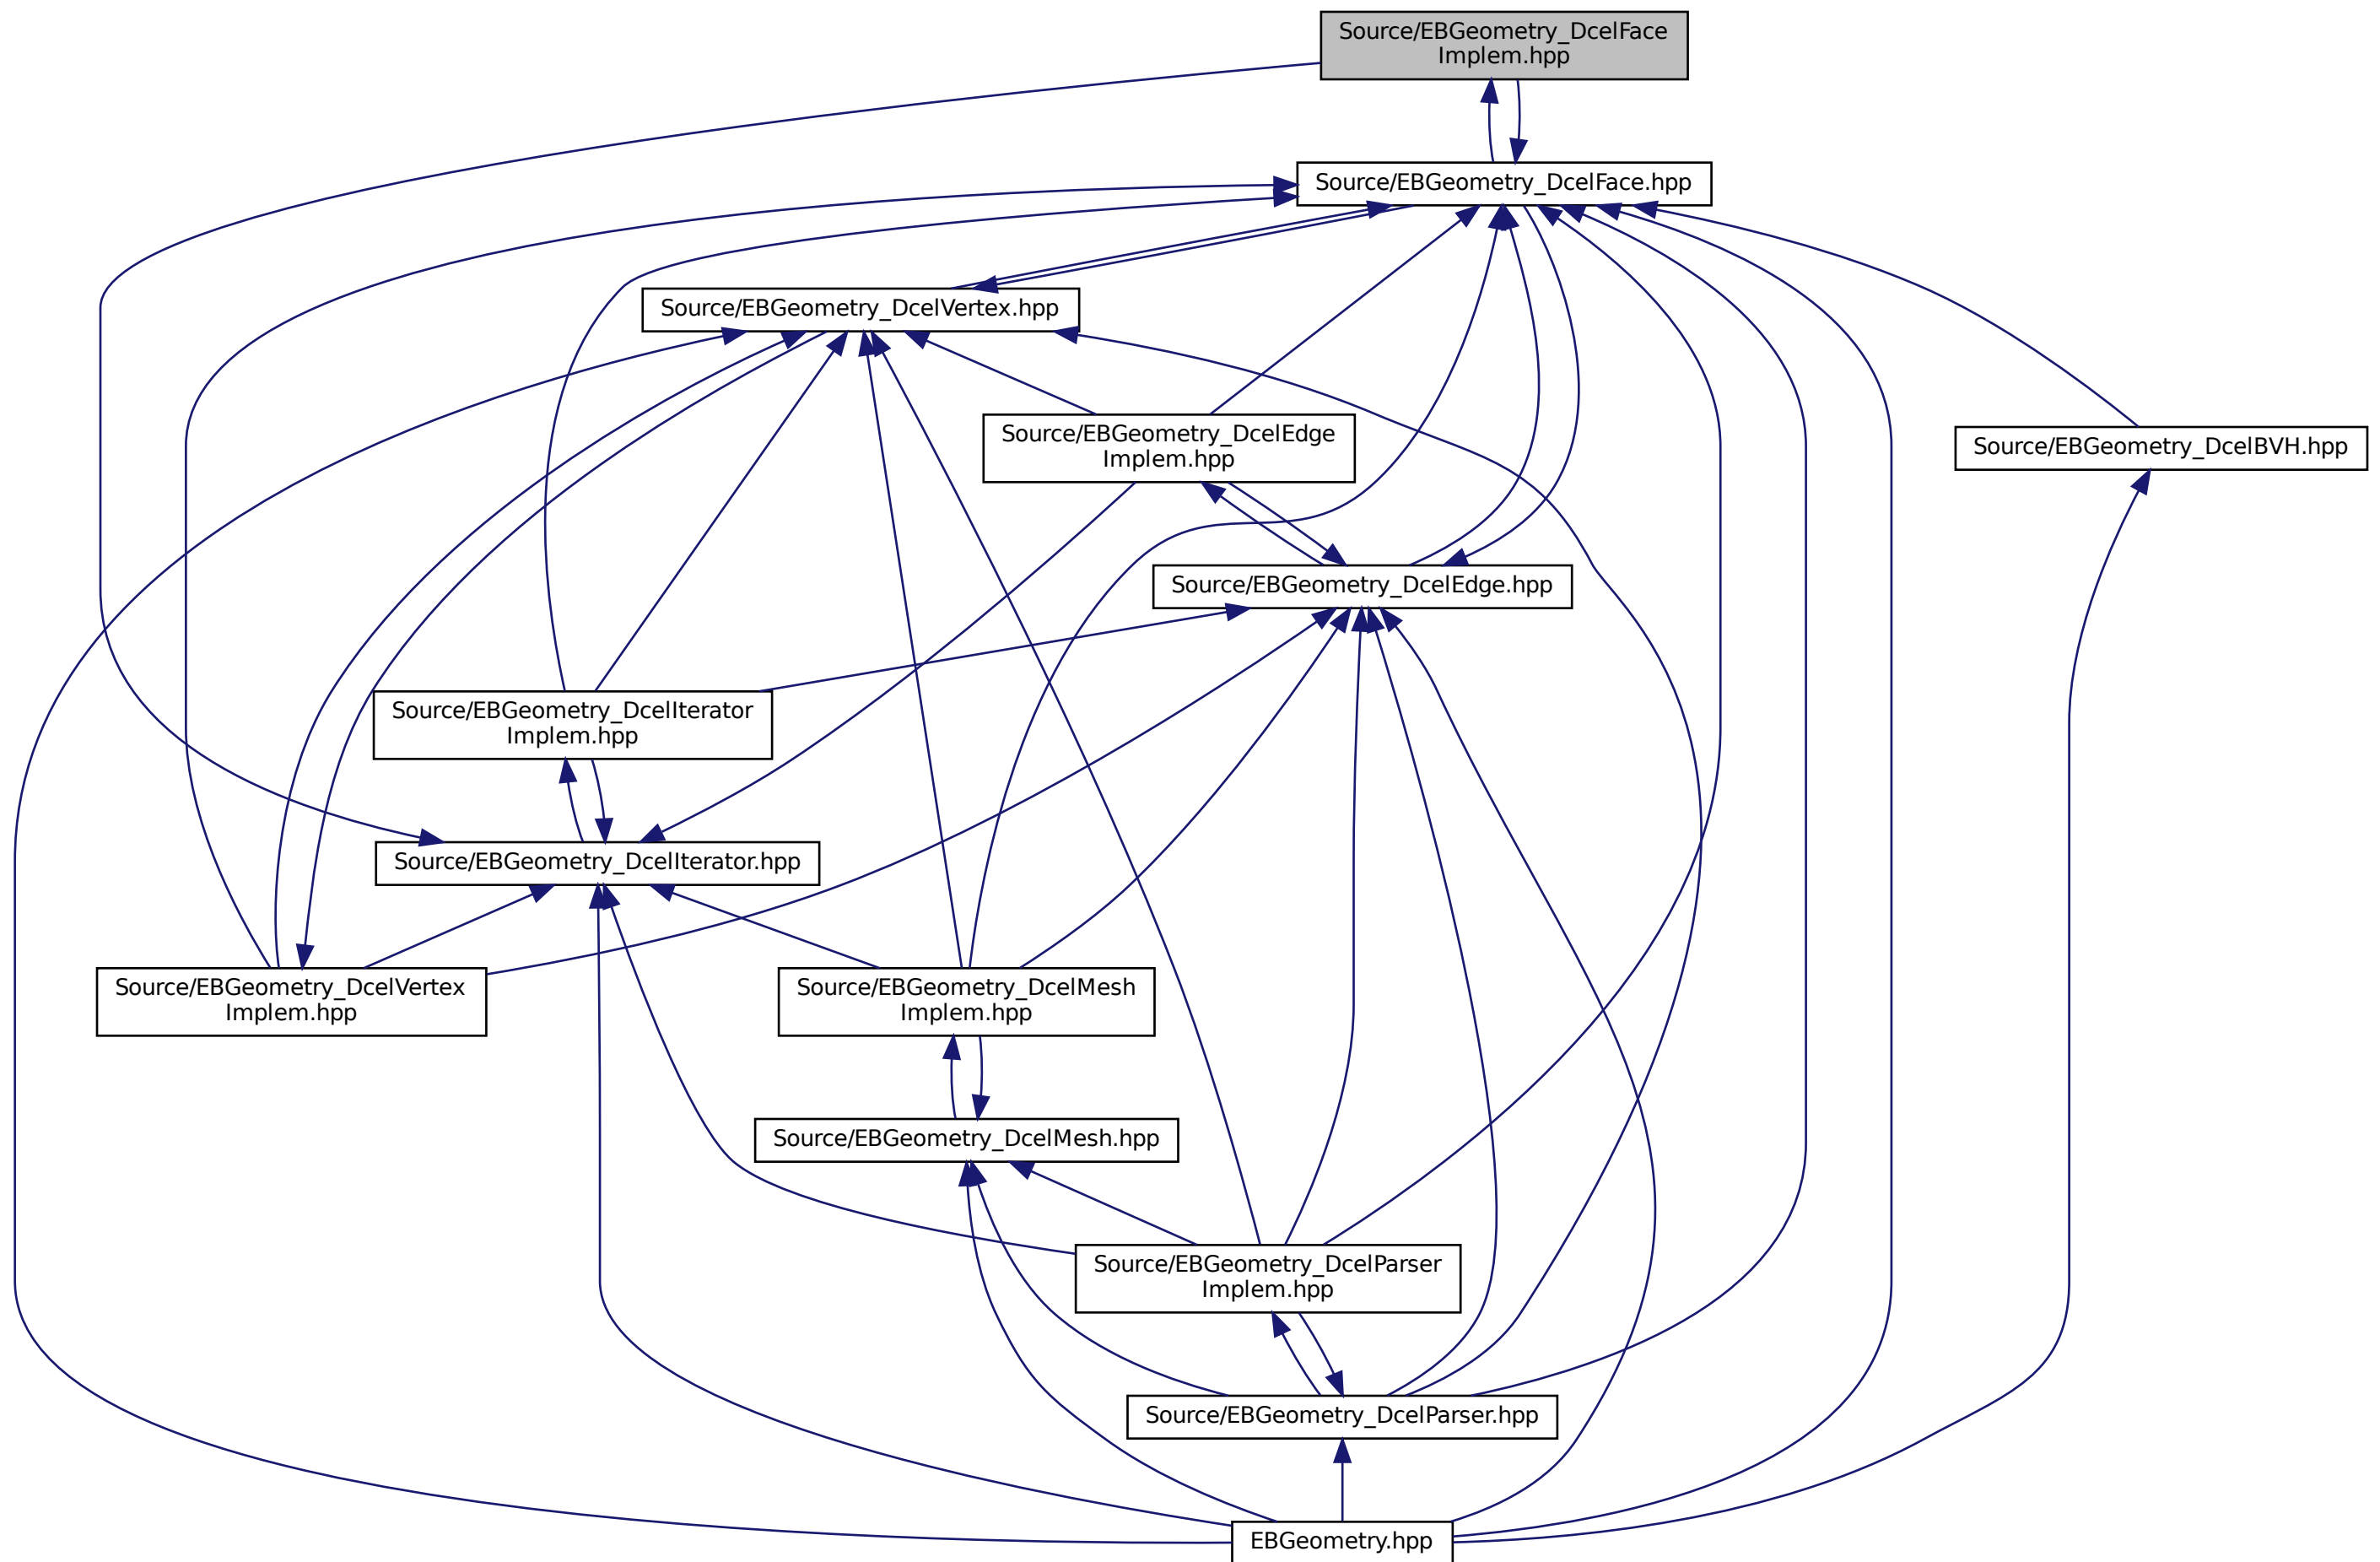 Source/EBGeometry_DcelFace
Implem.hpp
Source/EBGeometry_DcelFace.hpp
Source/EBGeometry_DcelVertex.hpp
Source/EBGeometry_DcelEdge
Implem.hpp
Source/EBGeometry_DcelBVH.hpp
Source/EBGeometry_DcelEdge.hpp
Source/EBGeometry_DcelIterator
Implem.hpp
Source/EBGeometry_DcelIterator.hpp
Source/EBGeometry_DcelVertex
Implem.hpp
Source/EBGeometry_DcelMesh
Implem.hpp
Source/EBGeometry_DcelMesh.hpp
Source/EBGeometry_DcelParser
Implem.hpp
Source/EBGeometry_DcelParser.hpp
EBGeometry.hpp